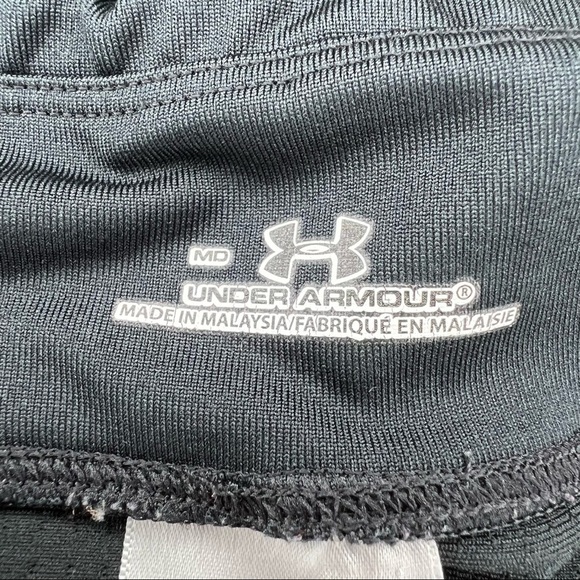 MD
UNDER ARMOUR®
MADE IN MALAYSIA/FABRIQUÉ EN MALAISIE